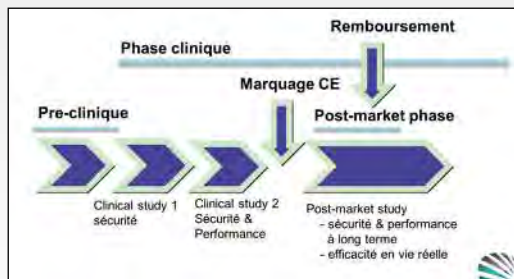 Remboursement
Phase clinique
Marquage CE
Pre-clinique
Post-market phase
Clinical study 1
sécurité
Clinical study 2
Sécurité &
Performance
Post-market study
- sécurité & performance
à long terme
- efficacité en vie réelle